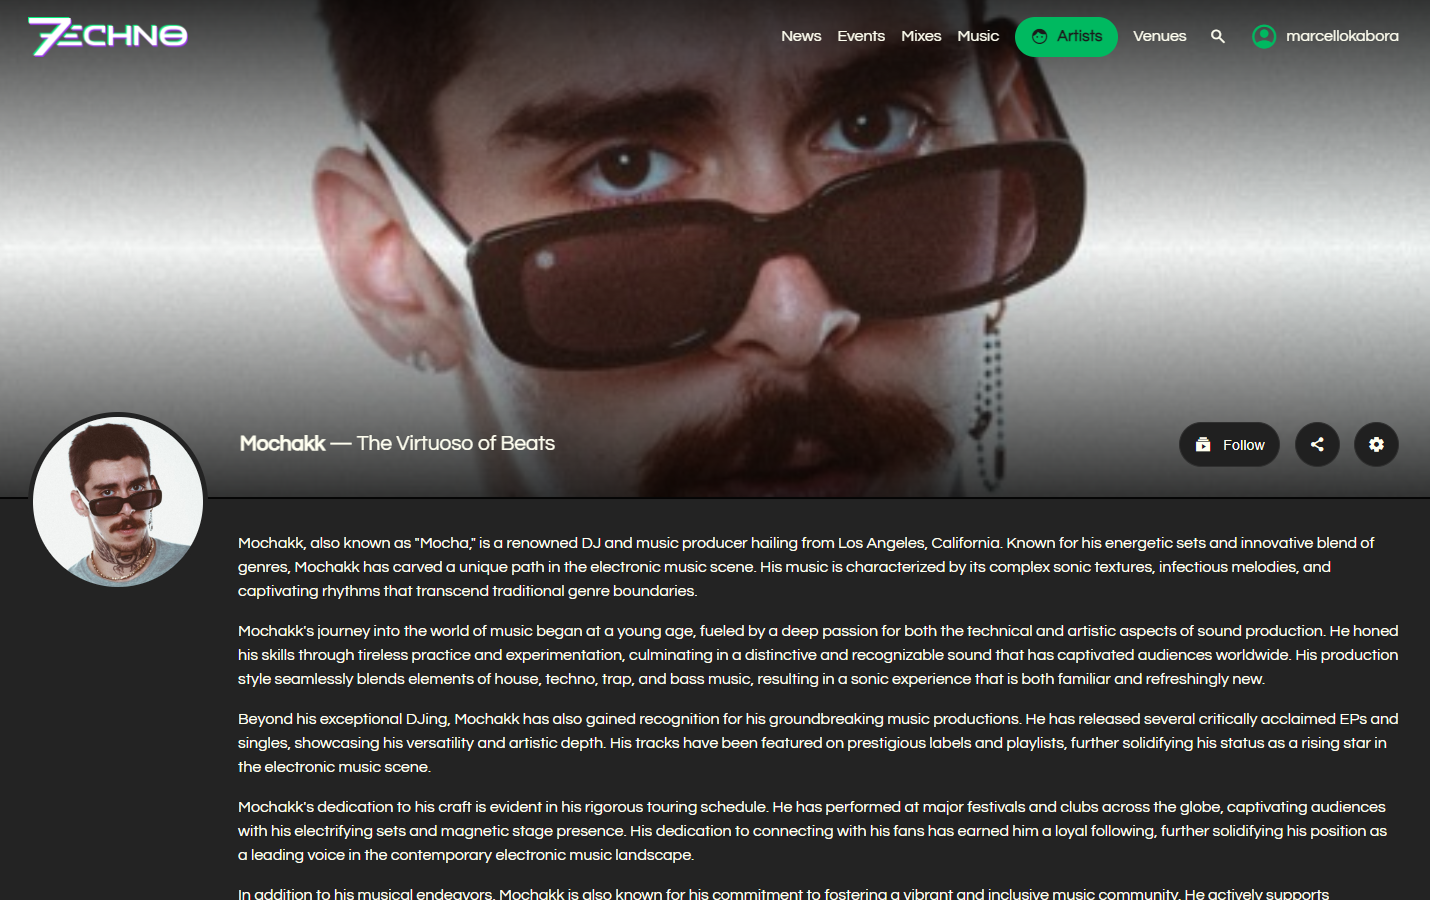 7ECHNO
News Events Mixes Music Artists Venues marcellokabora
Mochakk — The Virtuoso of Beats
Follow
Mochakk, also known as "Mocha," is a renowned DJ and music producer hailing from Los Angeles, California. Known for his energetic sets and innovative blend of
genres, Mochakk has carved a unique path in the electronic music scene. His music is characterized by its complex sonic textures, infectious melodies, and
captivating rhythms that transcend traditional genre boundaries.
Mochakk's journey into the world of music began at a young age, fueled by a deep passion for both the technical and artistic aspects of sound production. He honed
his skills through tireless practice and experimentation, culminating in a distinctive and recognizable sound that has captivated audiences worldwide. His production
style seamlessly blends elements of house, techno, trap, and bass music, resulting in a sonic experience that is both familiar and refreshingly new.
Beyond his exceptional DJing, Mochakk has also gained recognition for his groundbreaking music productions. He has released several critically acclaimed EPs and
singles, showcasing his versatility and artistic depth. His tracks have been featured on prestigious labels and playlists, further solidifying his status as a rising star in
the electronic music scene.
Mochakk's dedication to his craft is evident in his rigorous touring schedule. He has performed at major festivals and clubs across the globe, captivating audiences
with his electrifying sets and magnetic stage presence. His dedication to connecting with his fans has earned him a loyal following, further solidifying his position as
a leading voice in the contemporary electronic music landscape.
In addition to his musical endeavors, Mochakk is also known for his commitment to fostering a vibrant and inclusive music community. He actively supports